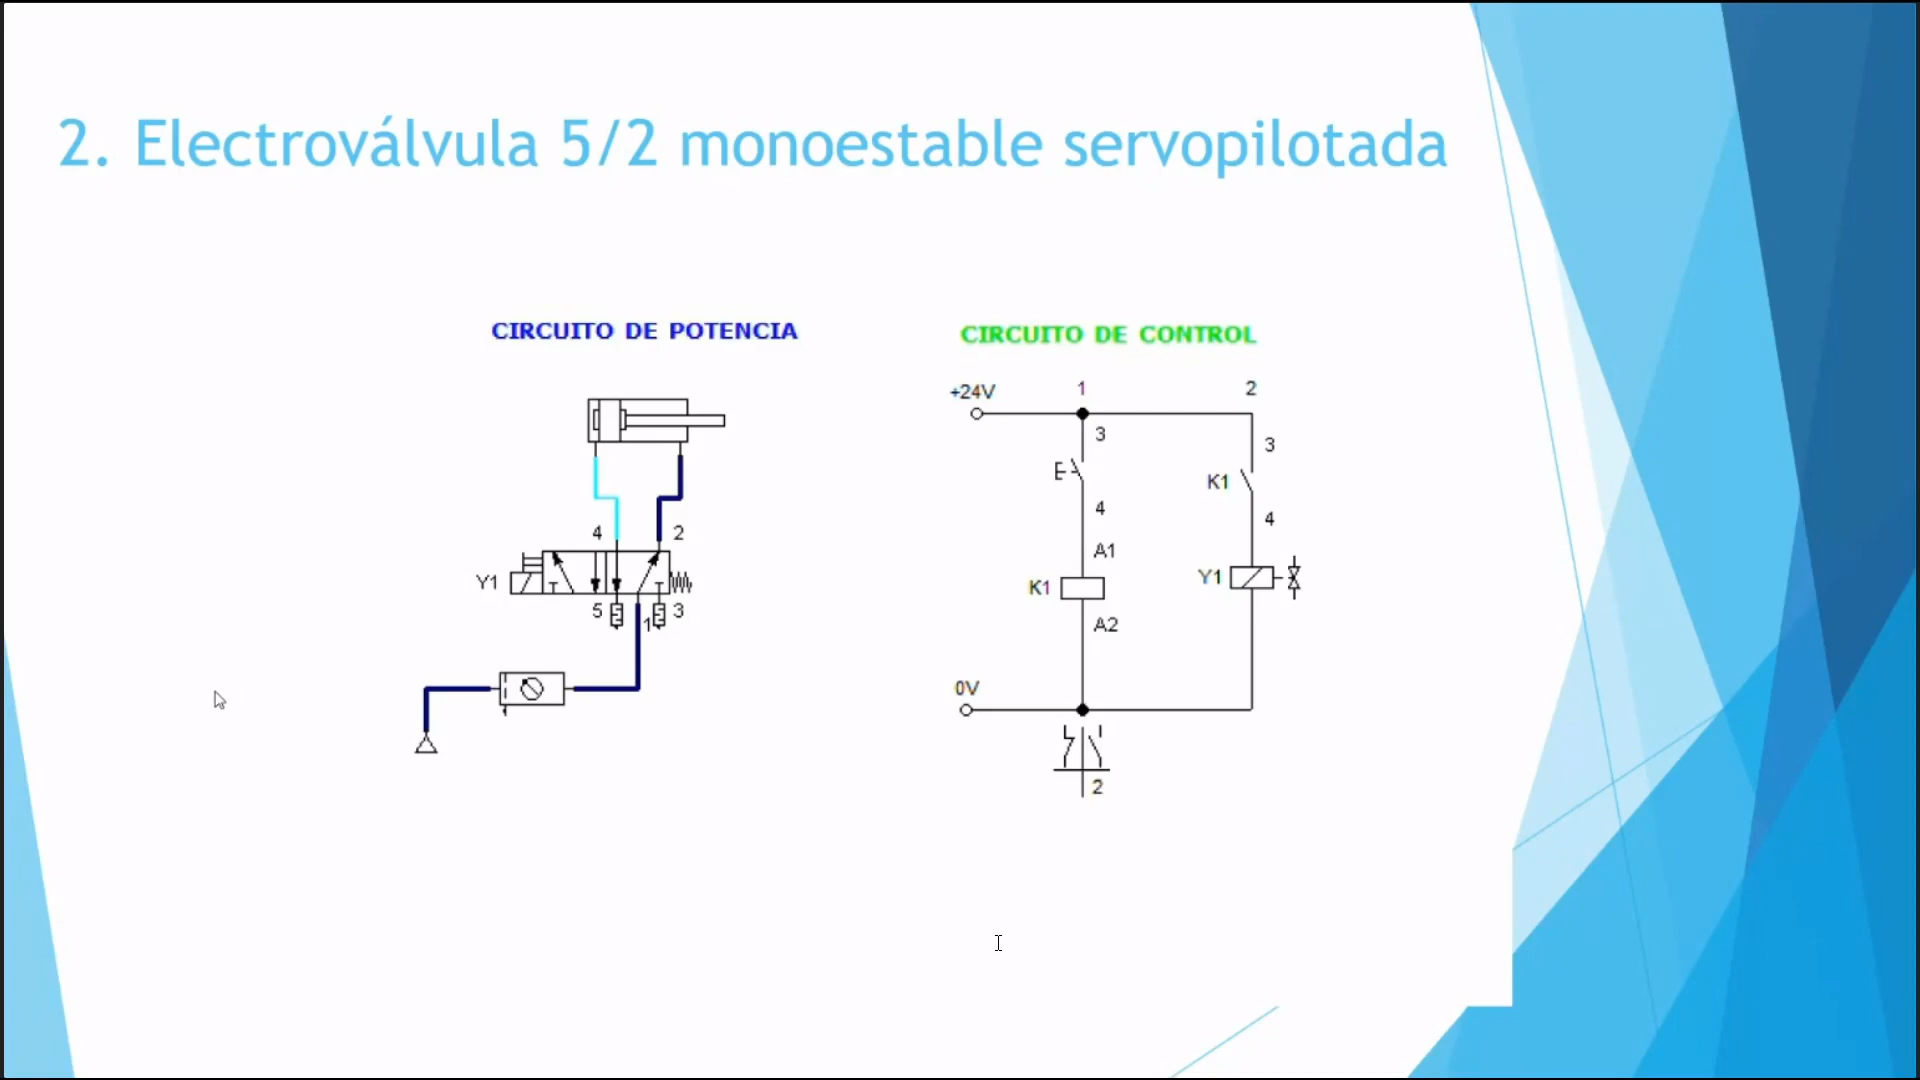 2. Electroválvula 5/2 monoestable servopilotada
CIRCUITO DE POTENCIA
4 2
Y1
5 1 3
CIRCUITO DE CONTROL
+24V 1 2
3 3
K1
4 4
A1
K1 Y1
A2
0V
2